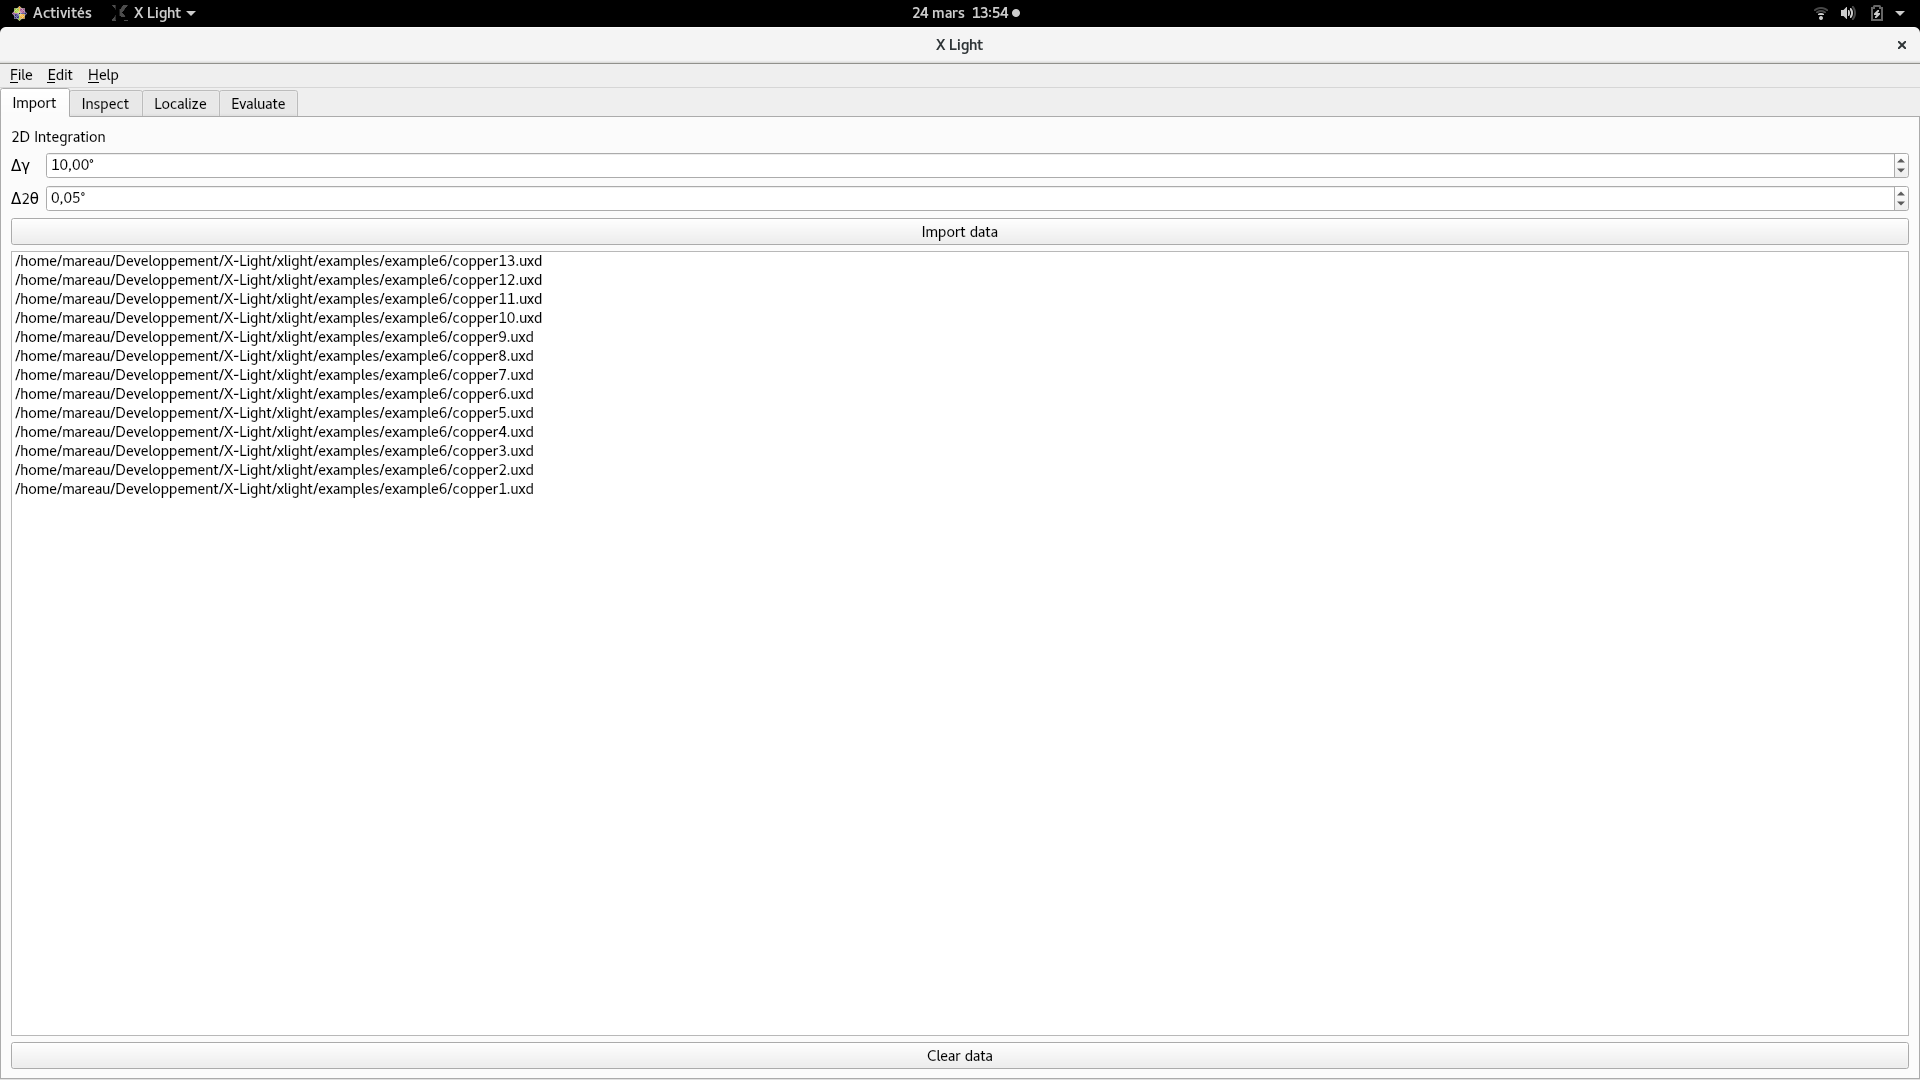 Activités X Light 24 mars 13:54
X Light
File Edit Help
Import Inspect Localize Evaluate
2D Integration
Δγ 10,00°
Δ2θ 0,05°
Import data
/home/mareau/Developpement/X-Light/xlight/examples/example6/copper13.uxd
/home/mareau/Developpement/X-Light/xlight/examples/example6/copper12.uxd
/home/mareau/Developpement/X-Light/xlight/examples/example6/copper11.uxd
/home/mareau/Developpement/X-Light/xlight/examples/example6/copper10.uxd
/home/mareau/Developpement/X-Light/xlight/examples/example6/copper9.uxd
/home/mareau/Developpement/X-Light/xlight/examples/example6/copper8.uxd
/home/mareau/Developpement/X-Light/xlight/examples/example6/copper7.uxd
/home/mareau/Developpement/X-Light/xlight/examples/example6/copper6.uxd
/home/mareau/Developpement/X-Light/xlight/examples/example6/copper5.uxd
/home/mareau/Developpement/X-Light/xlight/examples/example6/copper4.uxd
/home/mareau/Developpement/X-Light/xlight/examples/example6/copper3.uxd
/home/mareau/Developpement/X-Light/xlight/examples/example6/copper2.uxd
/home/mareau/Developpement/X-Light/xlight/examples/example6/copper1.uxd
Clear data